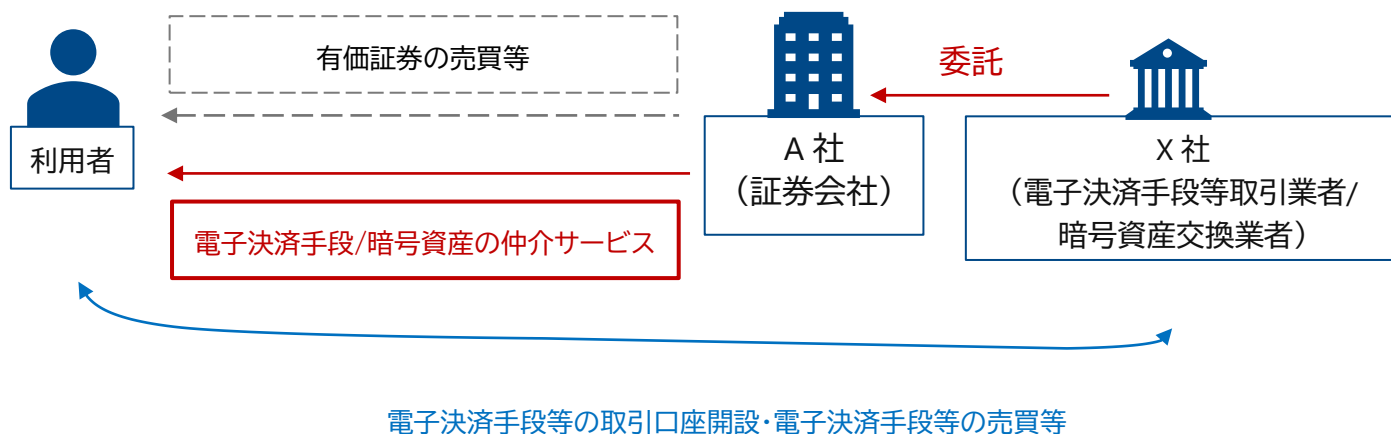 有価証券の売買等
委託
利用者
A 社
（証券会社）
X 社
（電子決済手段等取引業者/
暗号資産交換業者）
電子決済手段/暗号資産の仲介サービス
電子決済手段等の取引口座開設・電子決済手段等の売買等